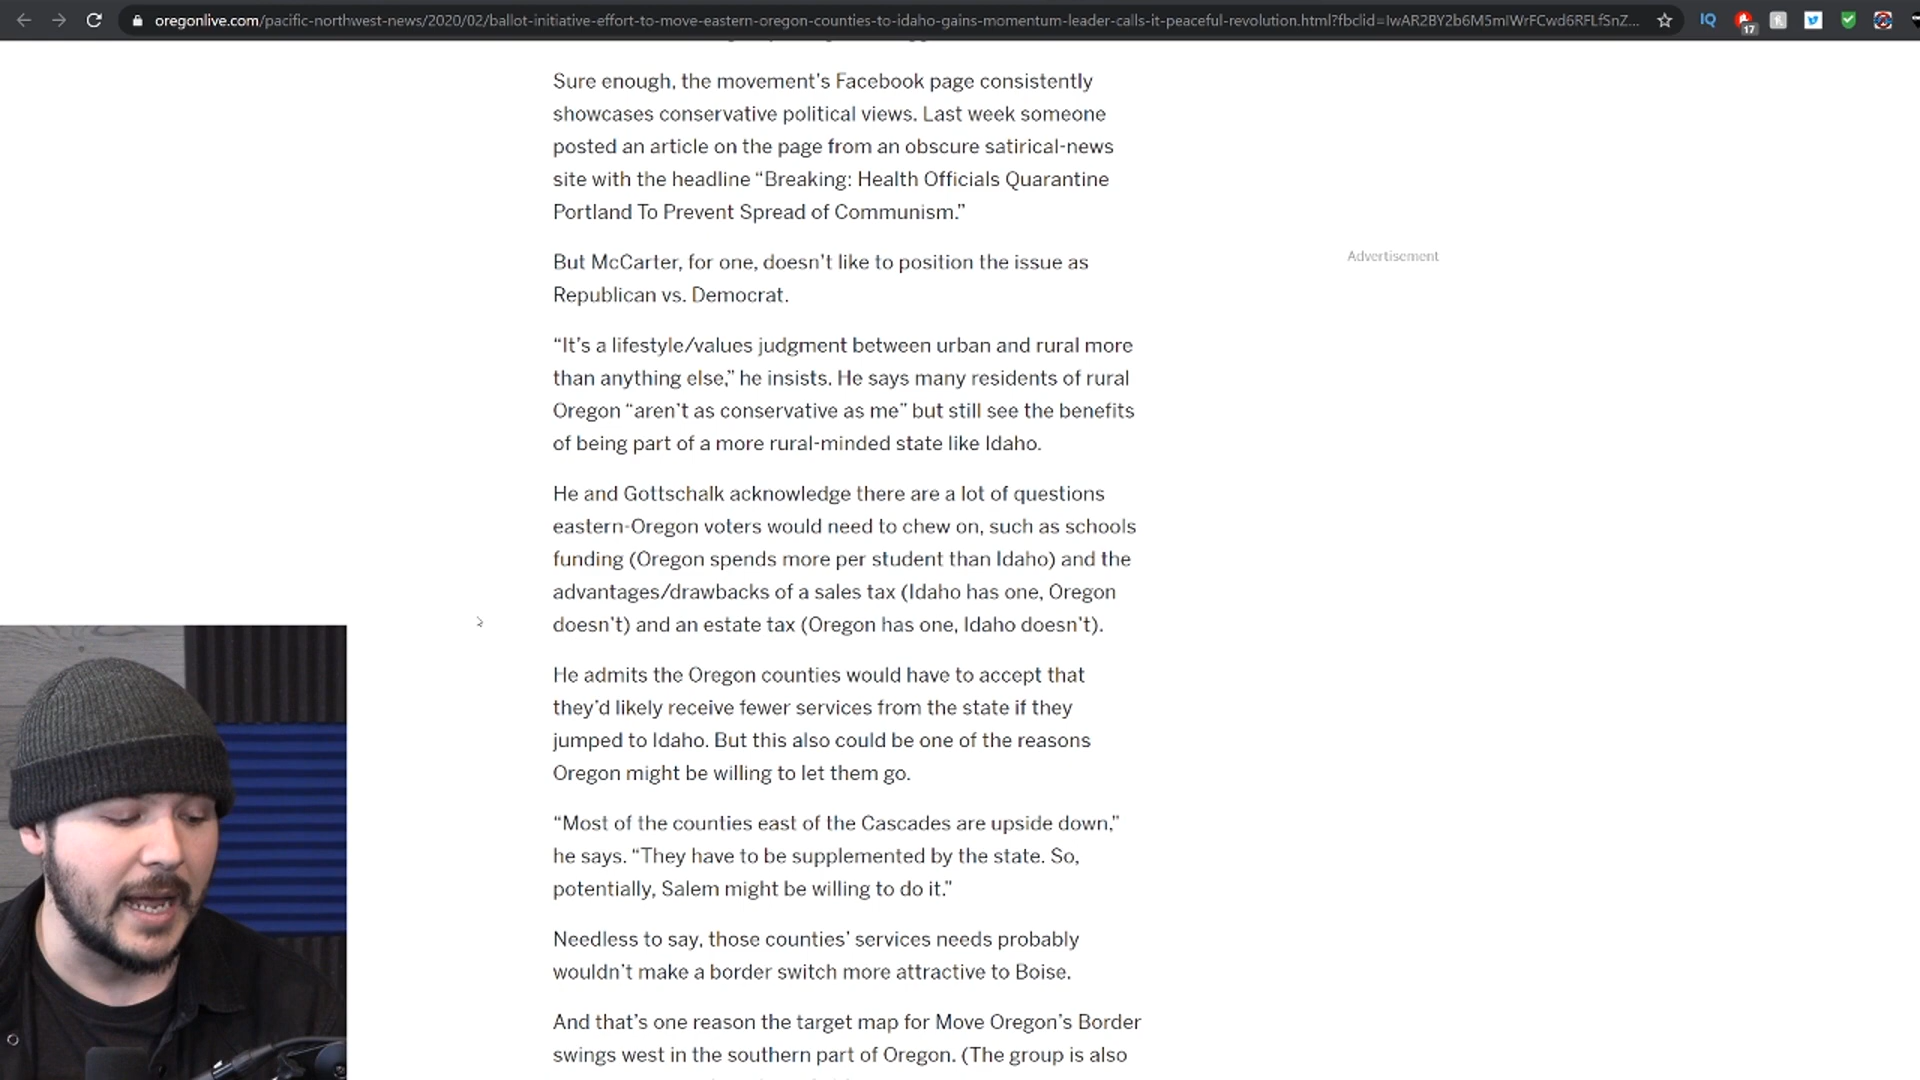 oregonlive.com/pacific-northwest-news/2020/02/ballot-initiative-effort-to-move-eastern-oregon-counties-to-idaho-gains-momentum-leader-calls-it-peaceful-revolution.html?fbclid=IwAR2BY2b6M5mIWrFCwd6RFLfSnZ...
IQ
17
Sure enough, the movement’s Facebook page consistently
showcases conservative political views. Last week someone
posted an article on the page from an obscure satirical-news
site with the headline “Breaking: Health Officials Quarantine
Portland To Prevent Spread of Communism.”
Advertisement
But McCarter, for one, doesn’t like to position the issue as
Republican vs. Democrat.
“It’s a lifestyle/values judgment between urban and rural more
than anything else,” he insists. He says many residents of rural
Oregon “aren’t as conservative as me” but still see the benefits
of being part of a more rural-minded state like Idaho.
He and Gottschalk acknowledge there are a lot of questions
eastern-Oregon voters would need to chew on, such as schools
funding (Oregon spends more per student than Idaho) and the
advantages/drawbacks of a sales tax (Idaho has one, Oregon
doesn’t) and an estate tax (Oregon has one, Idaho doesn’t).
He admits the Oregon counties would have to accept that
they’d likely receive fewer services from the state if they
jumped to Idaho. But this also could be one of the reasons
Oregon might be willing to let them go.
“Most of the counties east of the Cascades are upside down,”
he says. “They have to be supplemented by the state. So,
potentially, Salem might be willing to do it.”
Needless to say, those counties’ services needs probably
wouldn’t make a border switch more attractive to Boise.
And that’s one reason the target map for Move Oregon’s Border
swings west in the southern part of Oregon. (The group is also